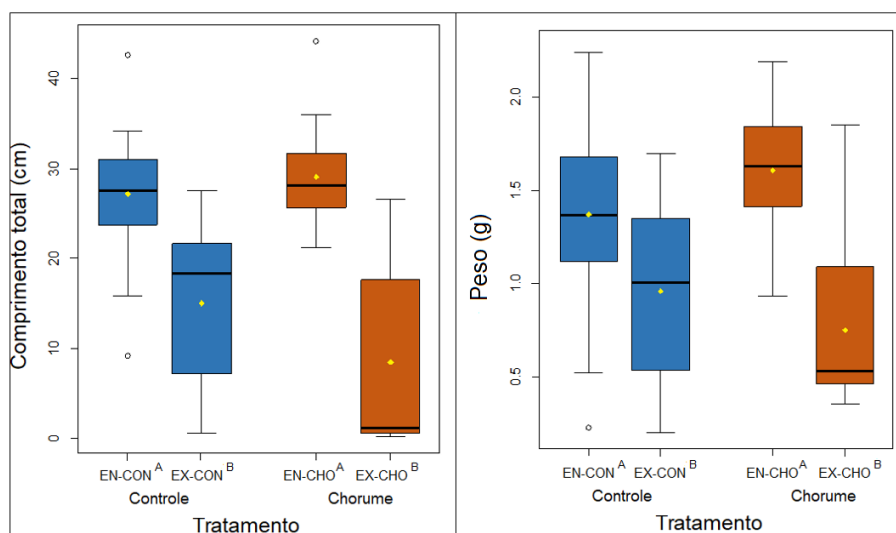 Comprimento total (cm)
40
30
20
10
0
EN-CON A
EX-CON B
EN-CHO A
EX-CHO B
Controle
Chorume
Tratamento
Peso (g)
2.0
1.5
1.0
0.5
EN-CON A
EX-CON B
EN-CHO A
EX-CHO B
Controle
Chorume
Tratamento